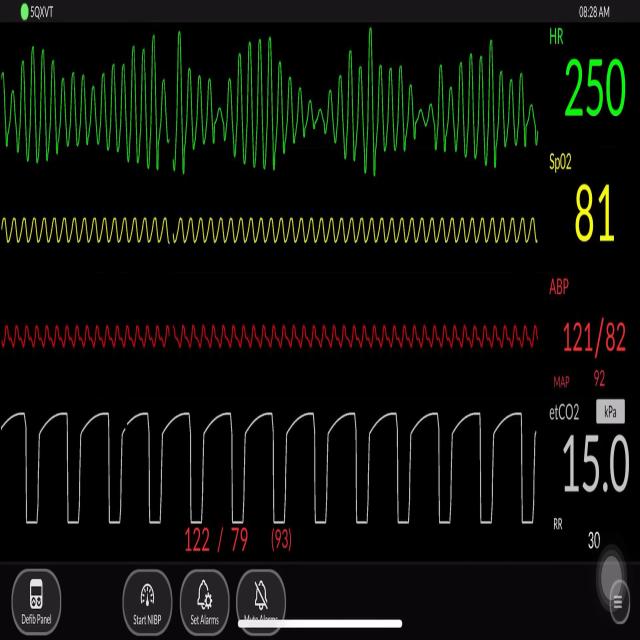 5QXVT
08:28 AM
HR
250
SpO2
81
ABP
121/82
MAP 92
etCO2 kPa
15.0
RR
30
122 / 79 (93)
Defib Panel
Start NIBP
Set Alarms
Mute Alarms